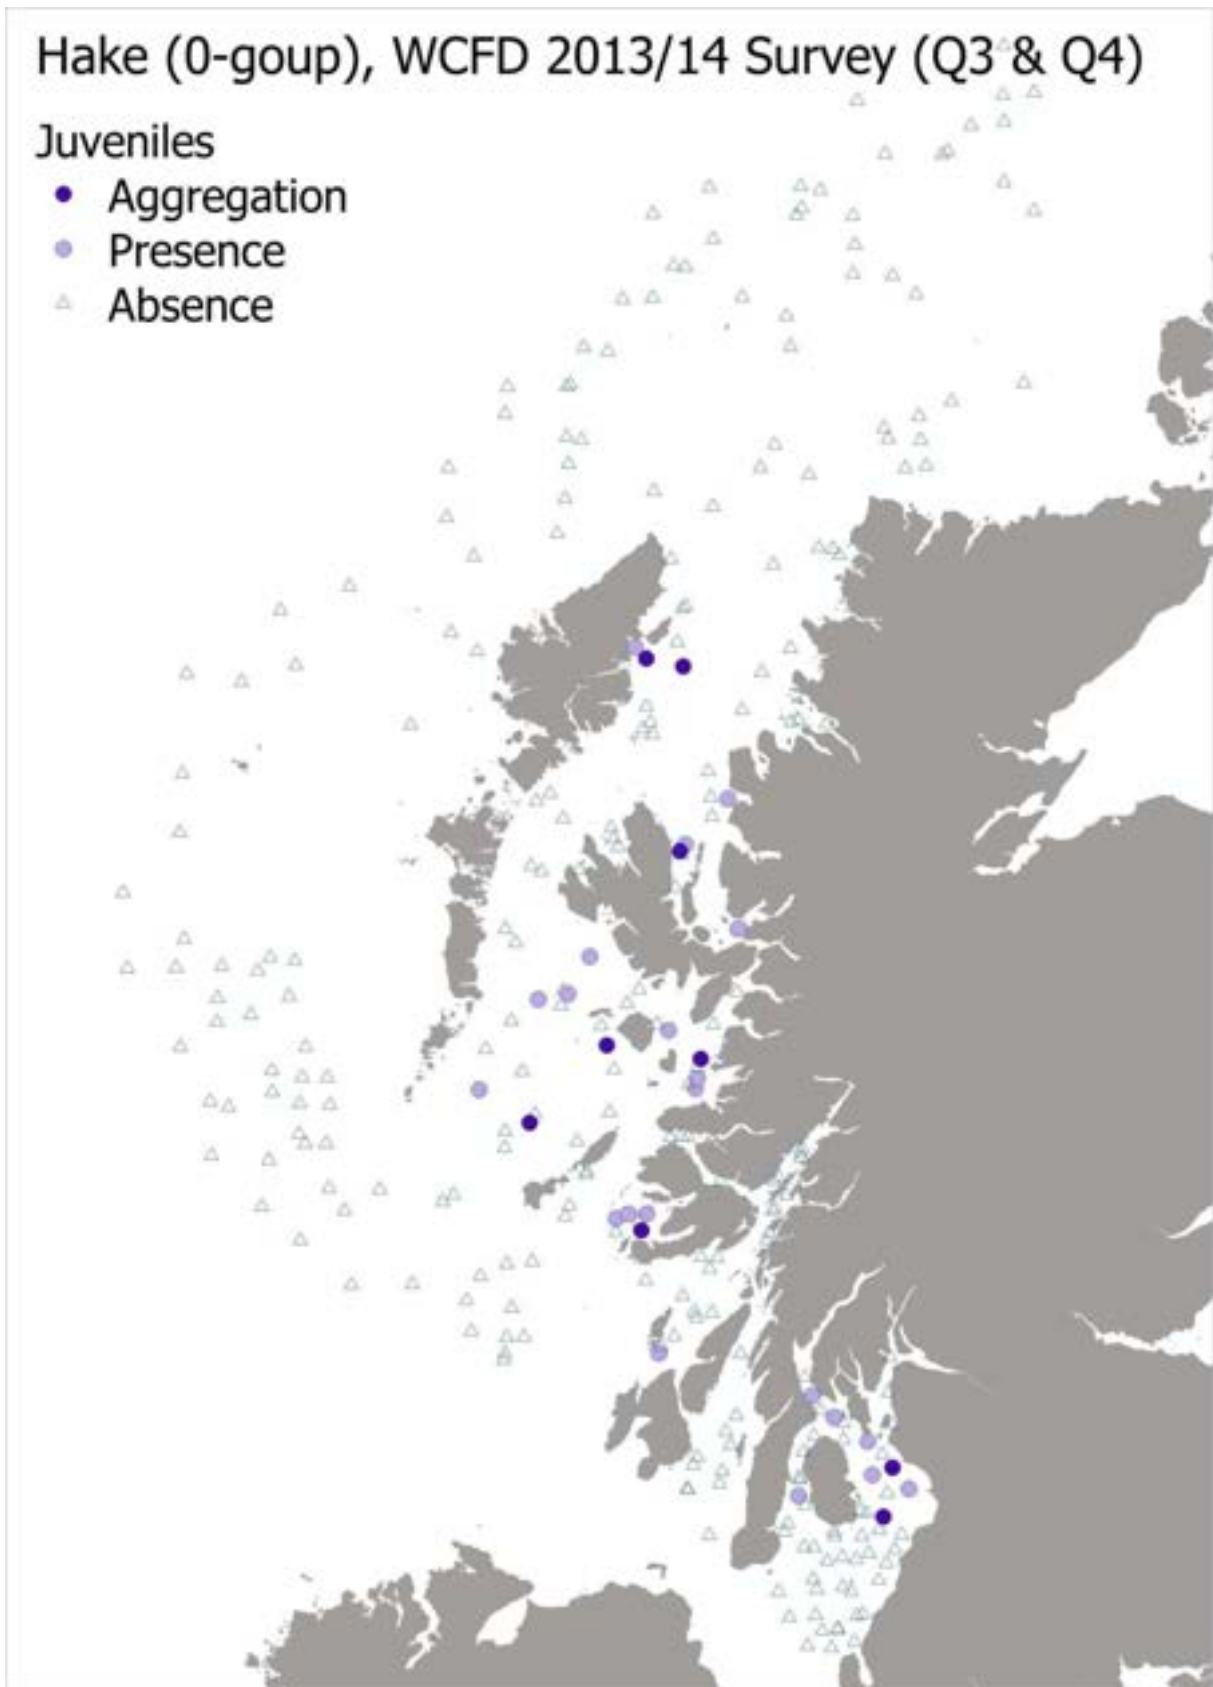 Hake (0-goup), WCFD 2013/14 Survey (Q3 & Q4)
Juveniles
Aggregation
Presence
Absence